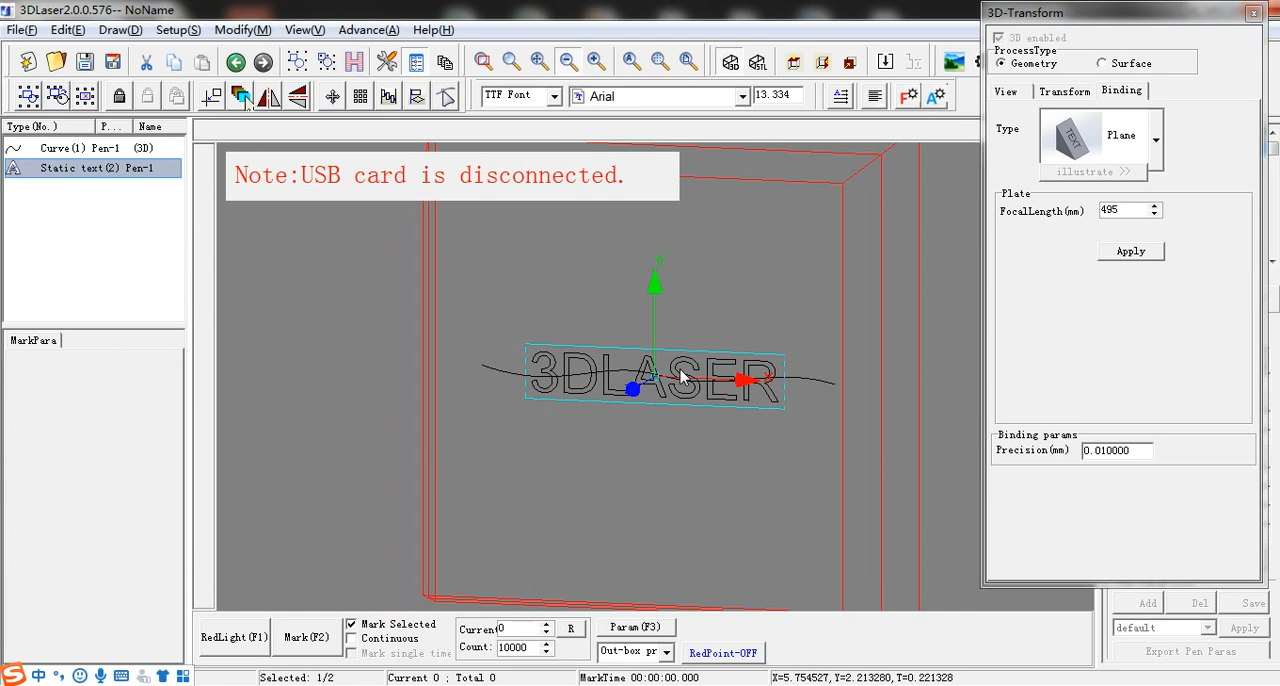 3DLaser2.0.0.576-- NoName
File(F) Edit(E) Draw(D) Setup(S) Modify(M) View(V) Advance(A) Help(H)
TTF Font Arial 13.334
Type(No.) P... Name
Curve(1) Pen-1 (3D)
Static text(2) Pen-1
MarkPara
Note:USB card is disconnected.
Y
3DLASER
X
3D-Transform
3D enabled
ProcessType
Geometry Surface
View Transform Binding
Type TEXT Plane
illustrate >>
Plate
FocalLength(mm) 495
Apply
Binding params
Precision(mm) 0.010000
RedLight(F1) Mark(F2)
Mark Selected
Continuous
Mark single time
Current 0 R
Count: 10000
Param(F3)
Out-box pr RedPoint-OFF
Add Del Save
default Apply
Export Pen Paras
中
Selected: 1/2 Current 0 ; Total 0 MarkTime 00:00:00.000 X=5.754527, Y=2.213280, T=0.221328